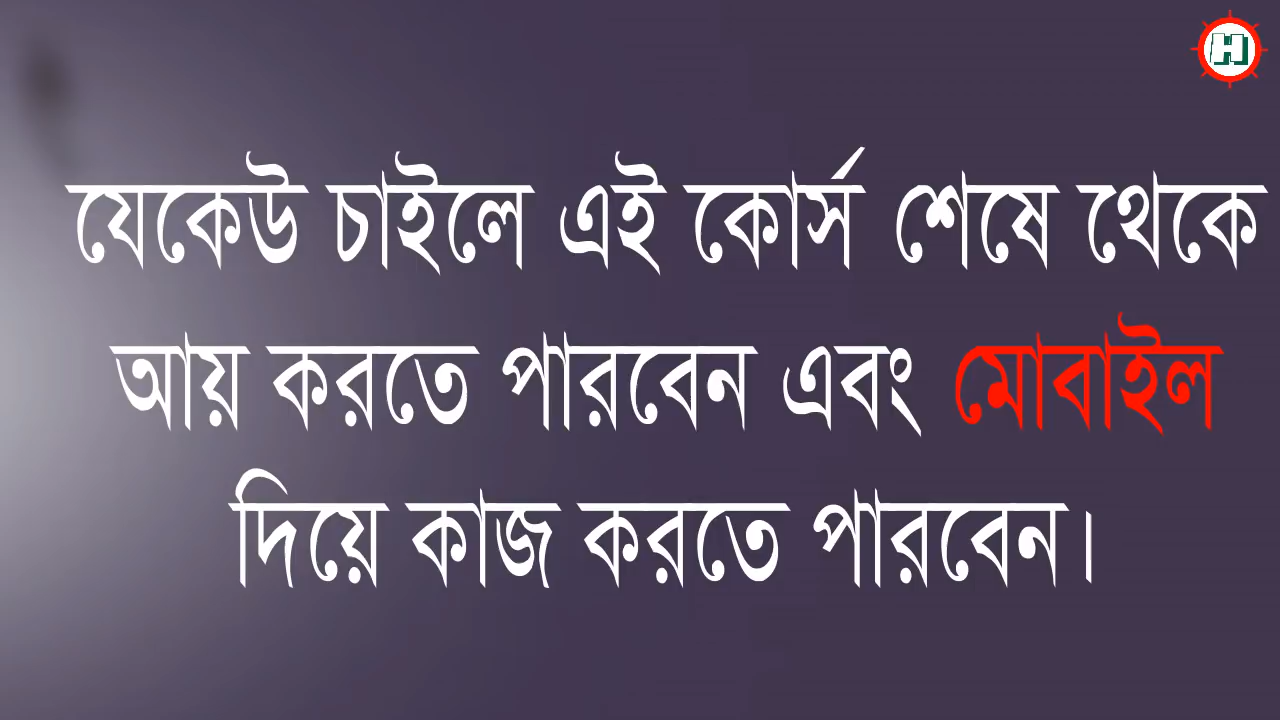 H
যেকেউ চাইলে এই কোর্স শেষে থেকে
আয় করতে পারবেন এবং মোবাইল
দিয়ে কাজ করতে পারবেন।